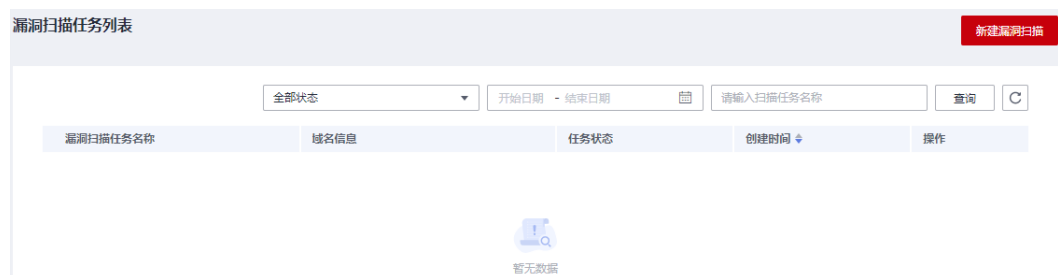 漏洞扫描任务列表
新建漏洞扫描
全部状态 开始日期 - 结束日期 请输入扫描任务名称 查询
漏洞扫描任务名称 域名信息 任务状态 创建时间 操作
暂无数据